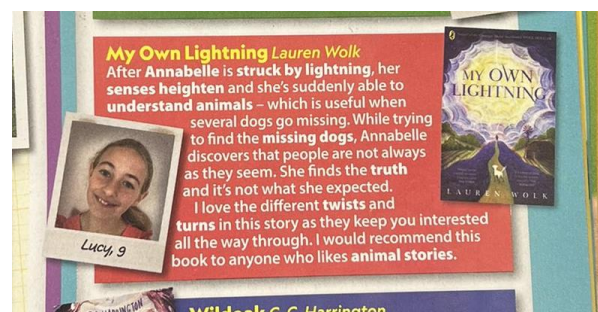 My Own Lightning Lauren Wolk
After Annabelle is struck by lightning, her
senses heighten and she's suddenly able to
understand animals – which is useful when
several dogs go missing. While trying
to find the missing dogs, Annabelle
discovers that people are not always
as they seem. She finds the truth
and it's not what she expected.
I love the different twists and
turns in this story as they keep you interested
all the way through. I would recommend this
book to anyone who likes animal stories.
Lucy, 9
MY OWN
LIGHTNING
LAUREN WOLK
HARRINGTON
Wildoak C. C. Harrington